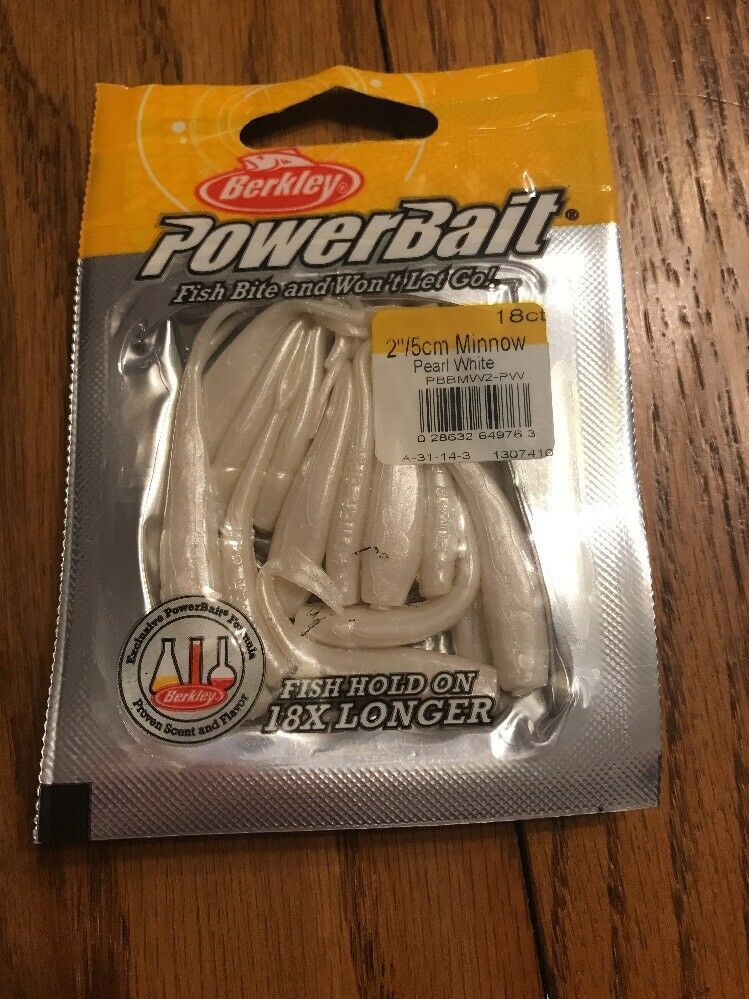 Berkley®
PowerBait®
Fish Bite and Won't Let Go!
18ct
2"/5cm Minnow
Pearl White
PBBMW2-PW
0 28632 64976 3
A-31-14-3 1307410
Exclusive PowerBait® Formula
Berkley
Proven Scent and Flavor
FISH HOLD ON
18X LONGER